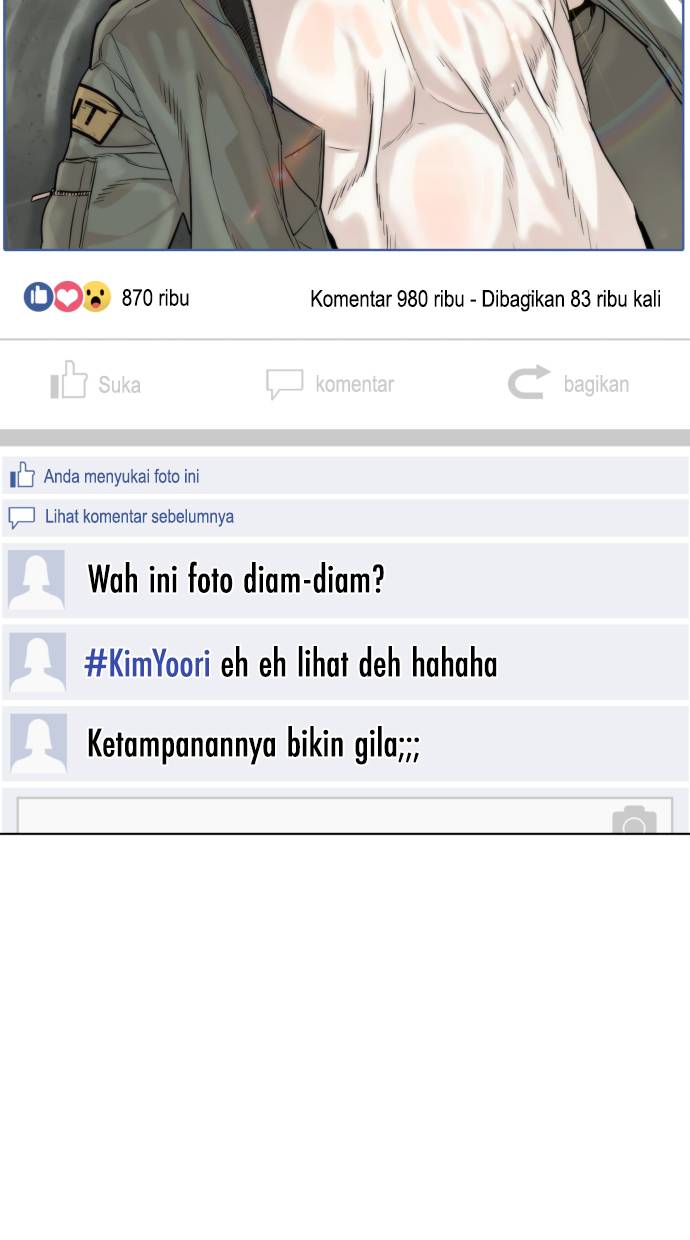 NT
870 ribu
Komentar 980 ribu - Dibagikan 83 ribu kali
Suka
komentar
bagikan
Anda menyukai foto ini
Lihat komentar sebelumnya
Wah ini foto diam-diam?
#KimYoori eh eh lihat deh hahaha
Ketampanannya bikin gila;;;